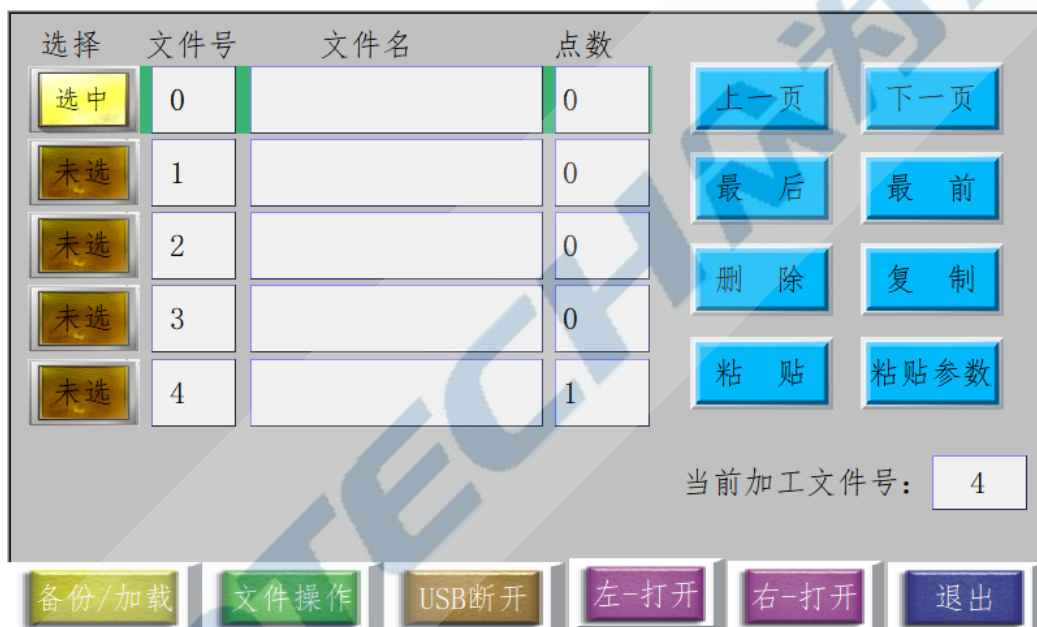 选择 文件号 文件名 点数
选中 0 0 上一页 下一页
未选 1 0 最 后 最 前
未选 2 0 删 除 复 制
未选 3 0
未选 4 1 粘 贴 粘贴参数
当前加工文件号： 4
备份/加载 文件操作 USB断开 左-打开 右-打开 退出
TECH 为